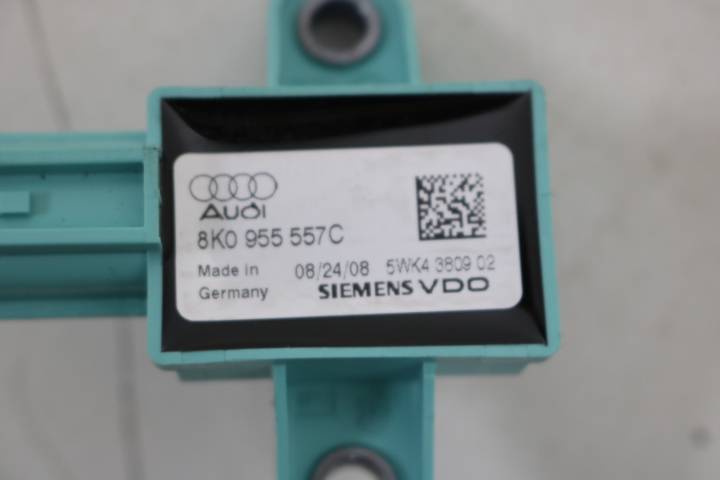 Audi
8K0 955 557C
Made in Germany
08/24/08 5WK4 3809 02
SIEMENS VDO